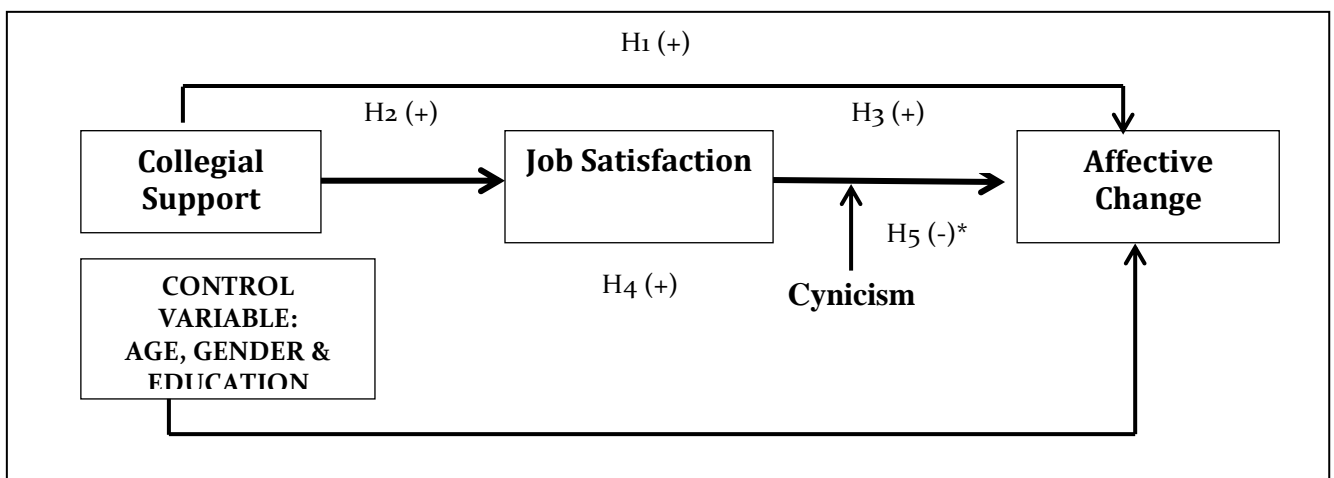 H1 (+)
H2 (+)
H3 (+)
Collegial
Support
Job Satisfaction
Affective
Change
H5 (-)*
H4 (+)
Cynicism
CONTROL
VARIABLE:
AGE, GENDER &
EDUCATION